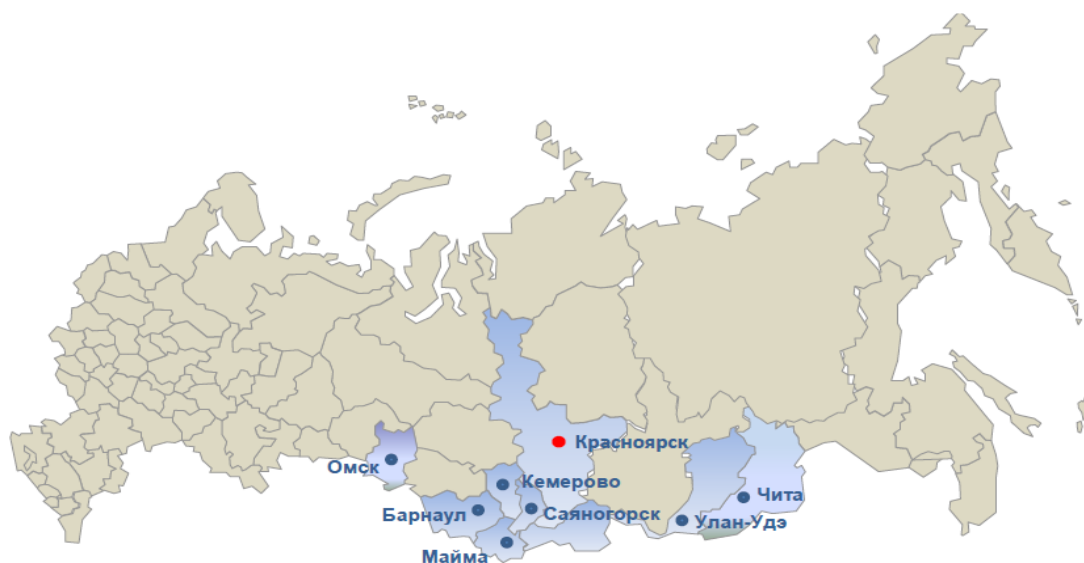 Красноярск
Омск
Кемерово
Чита
Барнаул
Саяногорск
Улан-Удэ
Майма